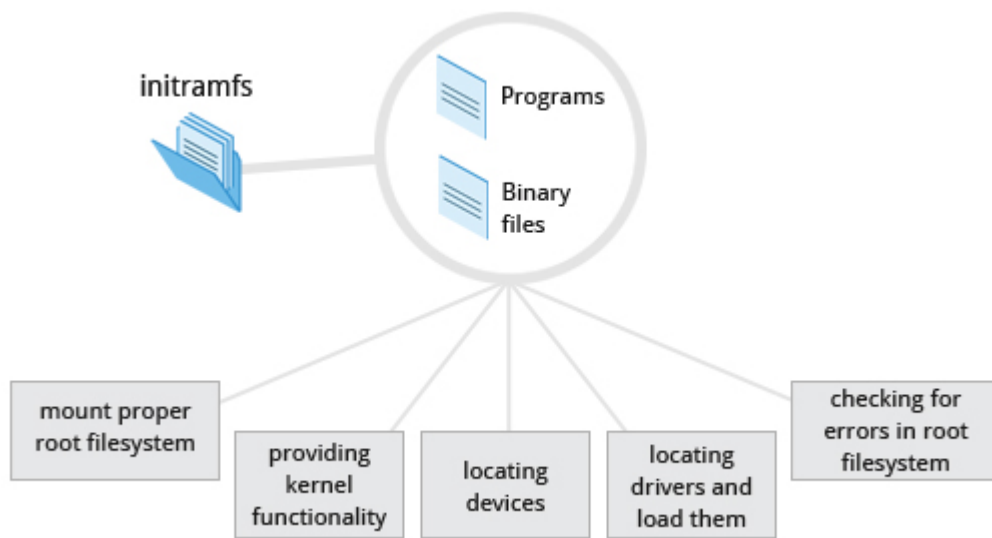 initramfs
Programs
Binary
files
mount proper
root filesystem
providing
kernel
functionality
locating
devices
locating
drivers and
load them
checking for
errors in root
filesystem